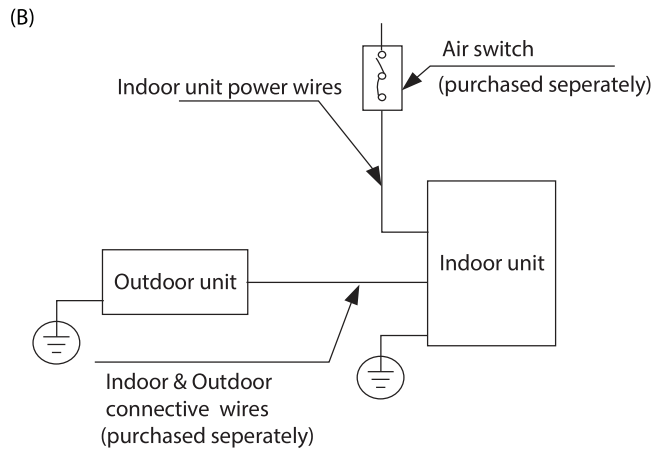 (B)
Air switch
(purchased seperately)
Indoor unit power wires
Indoor unit
Outdoor unit
Indoor & Outdoor
connective wires
(purchased seperately)